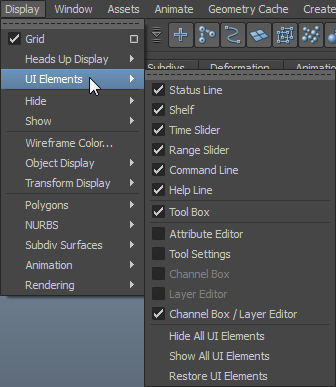 Display Window Assets Animate Geometry Cache Create
Subdivs Deformation Animation
Grid
Heads Up Display
UI Elements
Hide
Show
Wireframe Color...
Object Display
Transform Display
Polygons
NURBS
Subdiv Surfaces
Animation
Rendering
Status Line
Shelf
Time Slider
Range Slider
Command Line
Help Line
Tool Box
Attribute Editor
Tool Settings
Channel Box
Layer Editor
Channel Box / Layer Editor
Hide All UI Elements
Show All UI Elements
Restore UI Elements